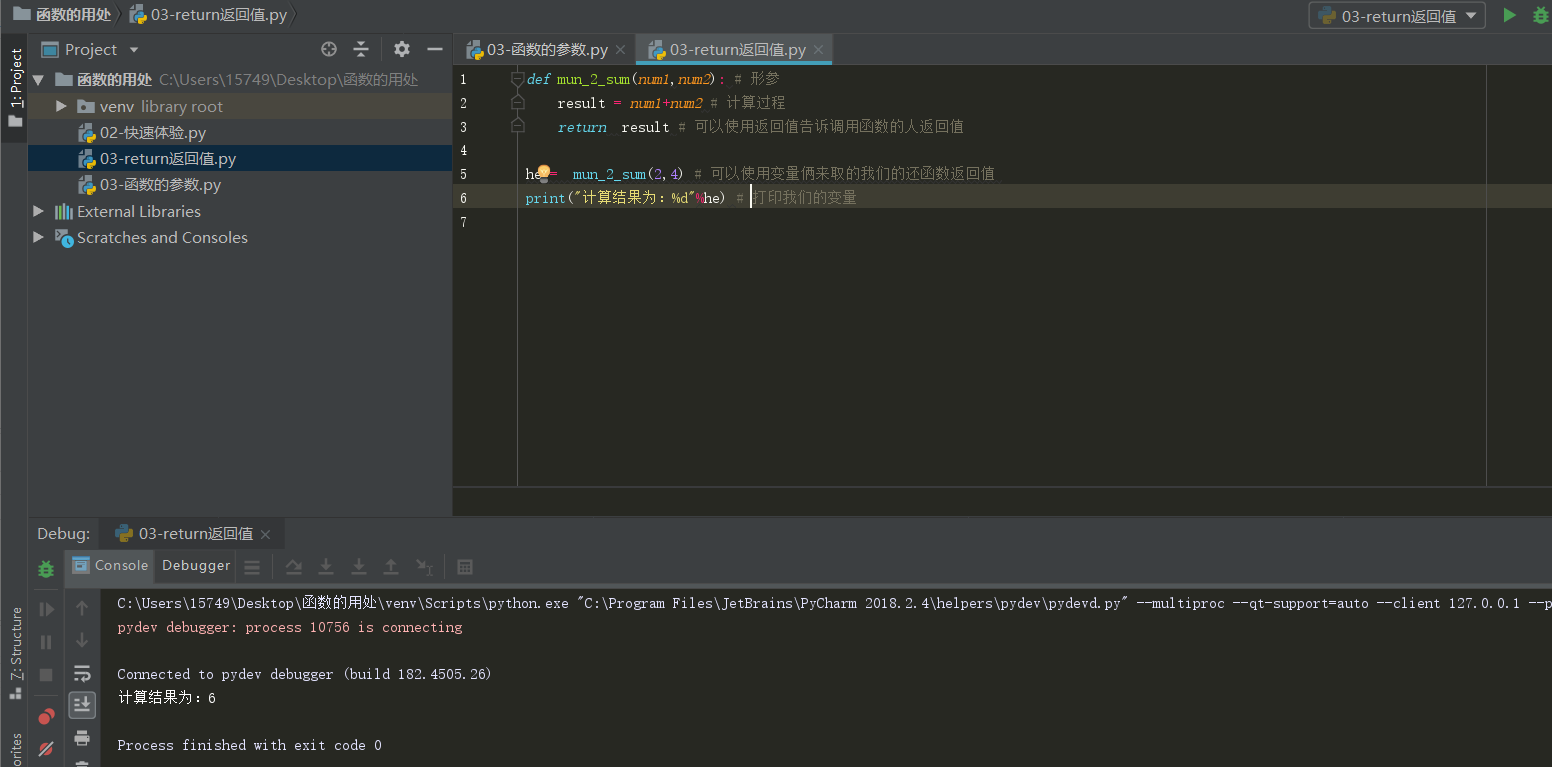 函数的用处 03-return返回值.py 03-return返回值
1: Project
Project
03-函数的参数.py 03-return返回值.py
函数的用处 C:\Users\15749\Desktop\函数的用处
venv library root
02-快速体验.py
03-return返回值.py
03-函数的参数.py
External Libraries
Scratches and Consoles
1 def mun_2_sum(num1,num2): # 形参
2 result = num1+num2 # 计算过程
3 return result # 可以使用返回值告诉调用函数的人返回值
4
5 he = mun_2_sum(2,4) # 可以使用变量俩来取的我们的还函数返回值
6 print("计算结果为：%d"%he) # 打印我们的变量
7
Debug: 03-return返回值
Console Debugger
7: Structure
orites
C:\Users\15749\Desktop\函数的用处\venv\Scripts\python.exe "C:\Program Files\JetBrains\PyCharm 2018.2.4\helpers\pydev\pydevd.py" --multiproc --qt-support=auto --client 127.0.0.1 --p
pydev debugger: process 10756 is connecting
Connected to pydev debugger (build 182.4505.26)
计算结果为：6
Process finished with exit code 0